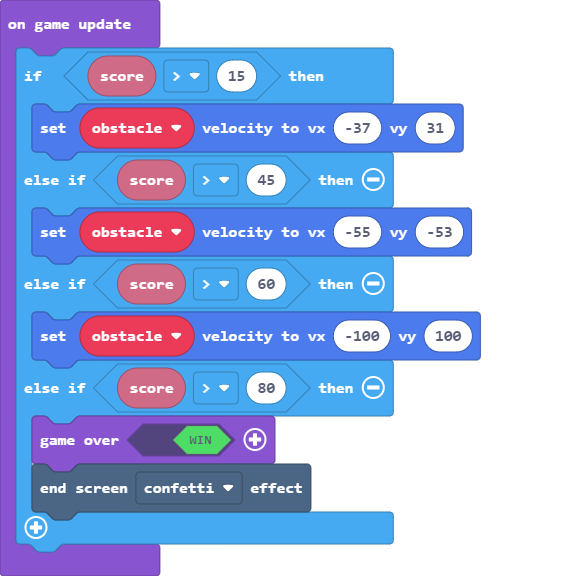 on game update
if score > 15 then
set obstacle velocity to vx -37 vy 31
else if score > 45 then
set obstacle velocity to vx -55 vy -53
else if score > 60 then
set obstacle velocity to vx -100 vy 100
else if score > 80 then
game over WIN
end screen confetti effect